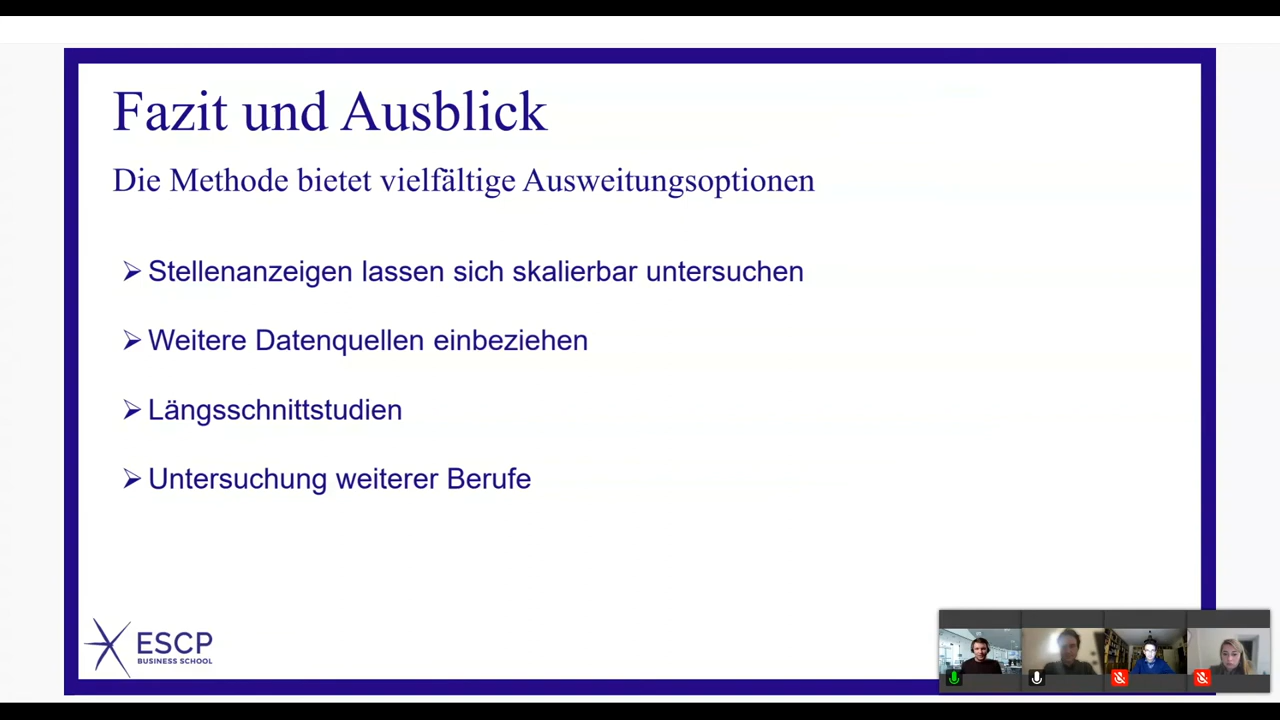 Fazit und Ausblick
Die Methode bietet vielfältige Ausweitungsoptionen
Stellenanzeigen lassen sich skalierbar untersuchen
Weitere Datenquellen einbeziehen
Längsschnittstudien
Untersuchung weiterer Berufe
ESCP
BUSINESS SCHOOL